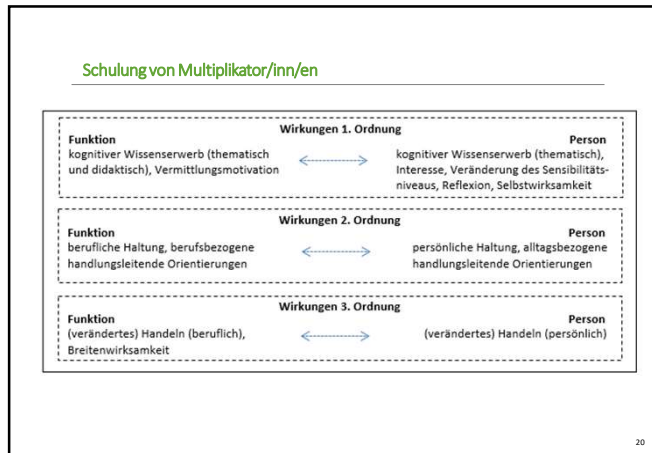 Schulung von Multiplikator/inn/en
Wirkungen 1. Ordnung
Funktion
kognitiver Wissenserwerb (thematisch
und didaktisch), Vermittlungsmotivation
Person
kognitiver Wissenserwerb (thematisch),
Interesse, Veränderung des Sensibilitäts-
niveaus, Reflexion, Selbstwirksamkeit
Wirkungen 2. Ordnung
Funktion
berufliche Haltung, berufsbezogene
handlungsleitende Orientierungen
Person
persönliche Haltung, alltagsbezogene
handlungsleitende Orientierungen
Wirkungen 3. Ordnung
Funktion
(verändertes) Handeln (beruflich),
Breitenwirksamkeit
Person
(verändertes) Handeln (persönlich)
20